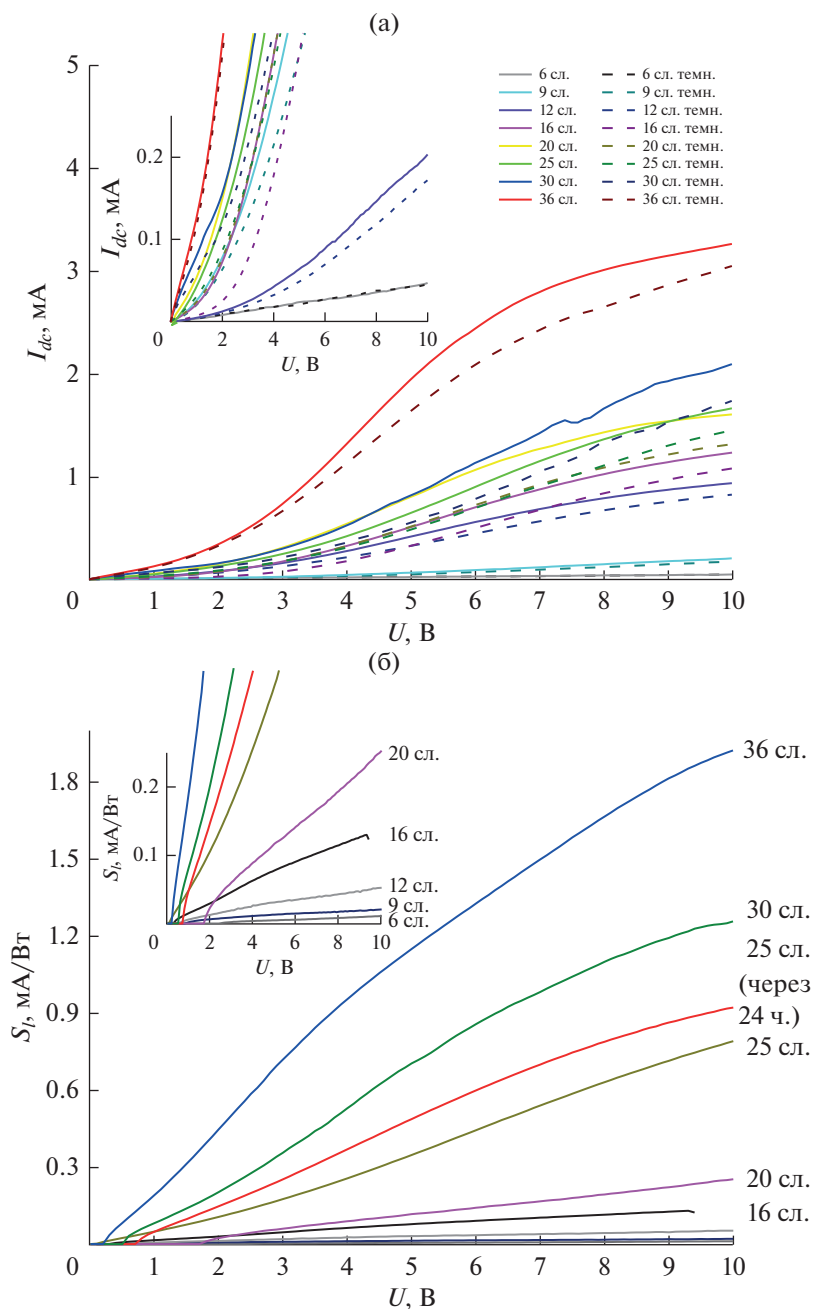 (а)
5
4
3
2
1
0
1 2 3 4 5 6 7 8 9 10
I_dc, мА
U, В
0.2
0.1
0 2 4 6 8 10
I_dc, мА
U, В
6 сл. 6 сл. темн.
9 сл. 9 сл. темн.
12 сл. 12 сл. темн.
16 сл. 16 сл. темн.
20 сл. 20 сл. темн.
25 сл. 25 сл. темн.
30 сл. 30 сл. темн.
36 сл. 36 сл. темн.
(б)
1.8
1.5
1.2
0.9
0.6
0.3
0 1 2 3 4 5 6 7 8 9 10
S_I, мА/Вт
U, В
0.2
0.1
0 2 4 6 8 10
S_I, мА/Вт
U, В
20 сл.
16 сл.
12 сл.
9 сл.
6 сл.
36 сл.
30 сл.
25 сл.
(через
24 ч.)
25 сл.
20 сл.
16 сл.